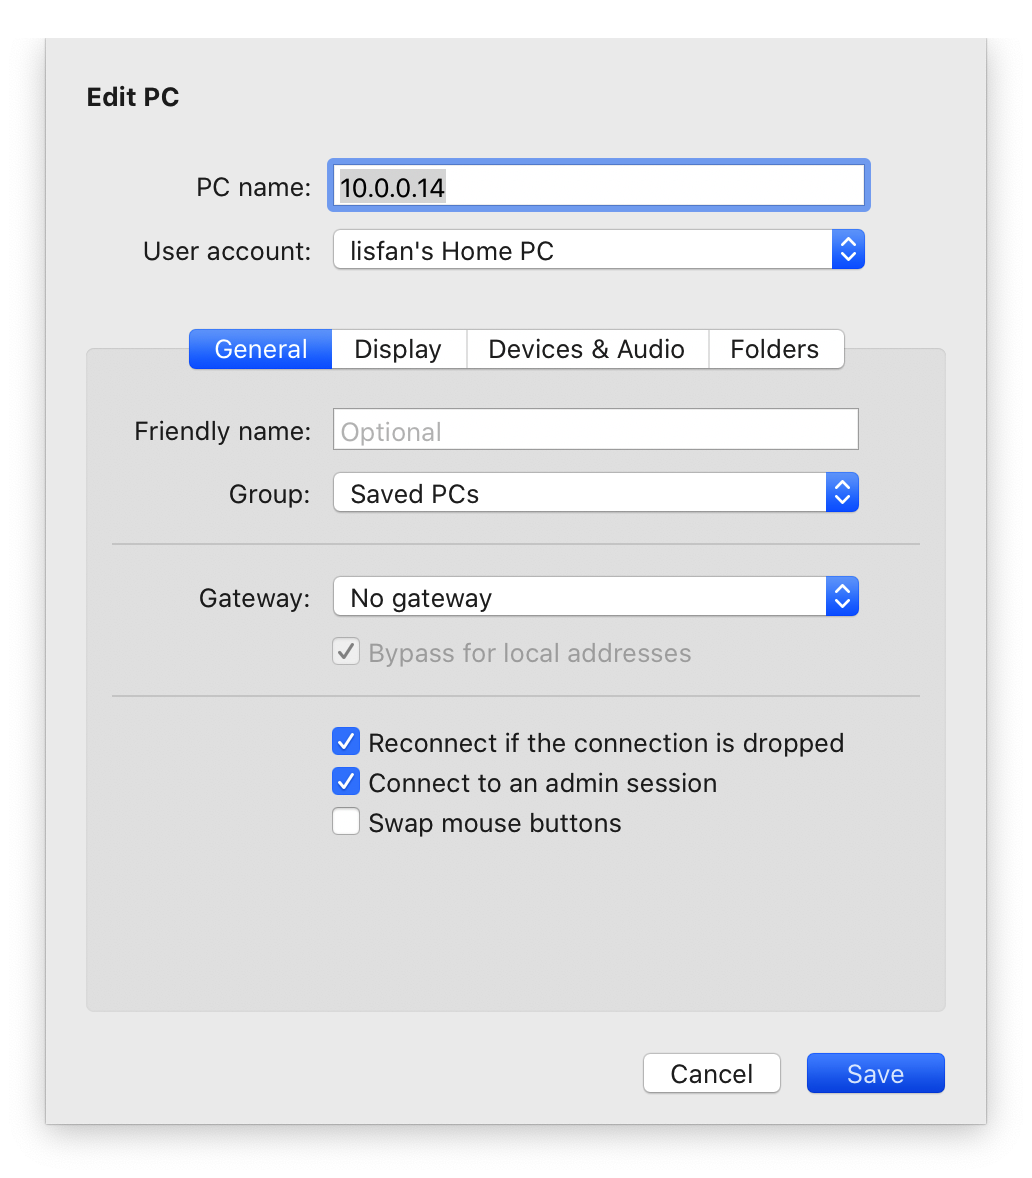 Edit PC
PC name: 10.0.0.14
User account: lisfan's Home PC
General Display Devices & Audio Folders
Friendly name: Optional
Group: Saved PCs
Gateway: No gateway
Bypass for local addresses
Reconnect if the connection is dropped
Connect to an admin session
Swap mouse buttons
Cancel Save